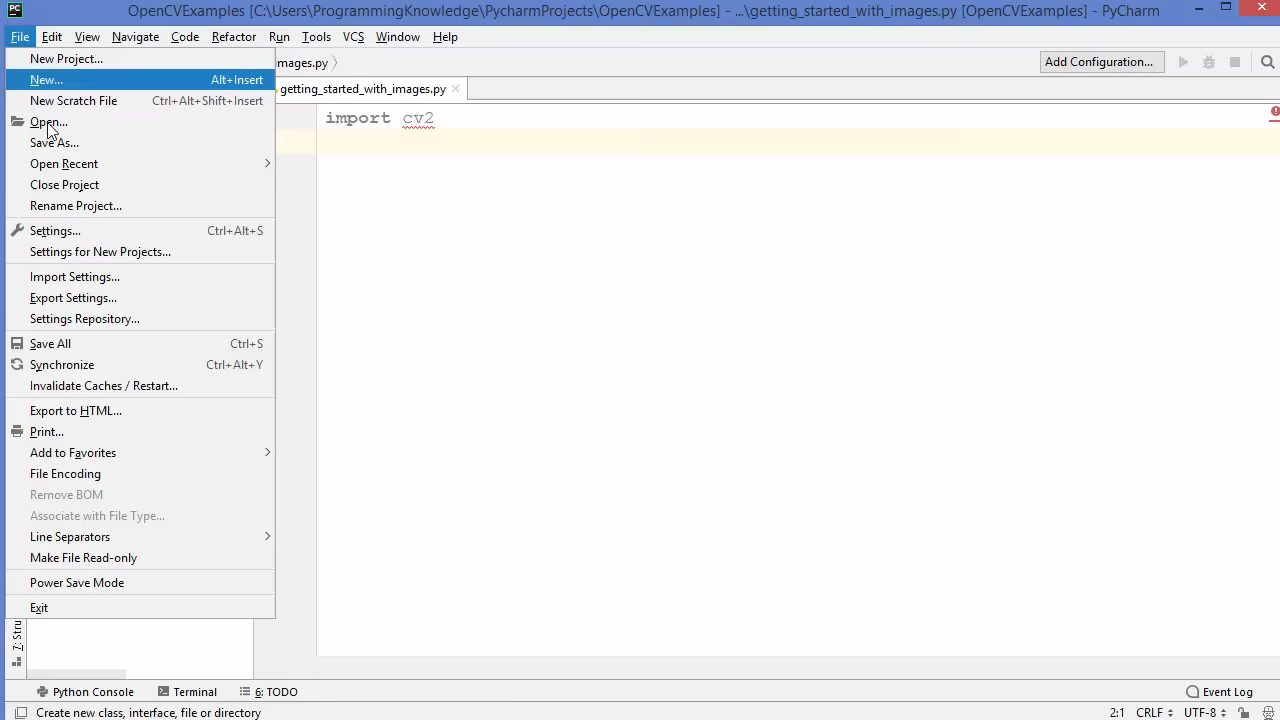 PC OpenCVExamples [C:\Users\ProgrammingKnowledge\PycharmProjects\OpenCVExamples] - ...\getting_started_with_images.py [OpenCVExamples] - PyCharm
File Edit View Navigate Code Refactor Run Tools VCS Window Help
mages.py Add Configuration...
getting_started_with_images.py
New Project...
New... Alt+Insert
New Scratch File Ctrl+Alt+Shift+Insert
Open...
Save As...
Open Recent
Close Project
Rename Project...
Settings... Ctrl+Alt+S
Settings for New Projects...
Import Settings...
Export Settings...
Settings Repository...
Save All Ctrl+S
Synchronize Ctrl+Alt+Y
Invalidate Caches / Restart...
Export to HTML...
Print...
Add to Favorites
File Encoding
Remove BOM
Associate with File Type...
Line Separators
Make File Read-only
Power Save Mode
Exit
import cv2
7: Stru
Python Console Terminal 6: TODO Event Log
Create new class, interface, file or directory 2:1 CRLF UTF-8